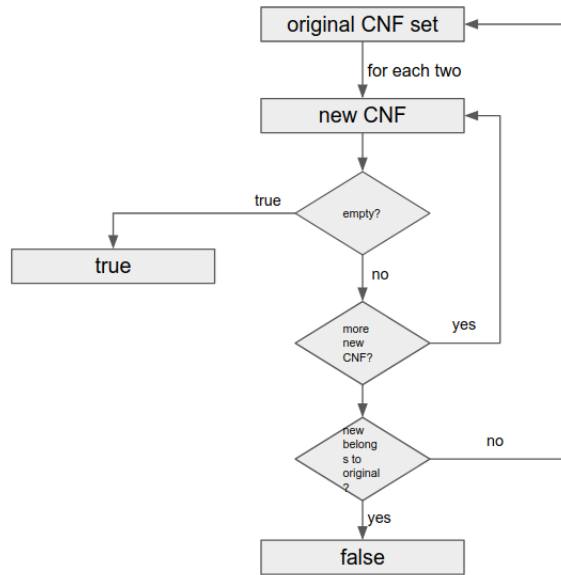 original CNF set
for each two
new CNF
true
empty?
true
no
more
new
CNF?
yes
new
belong
s to
original
?
no
yes
false